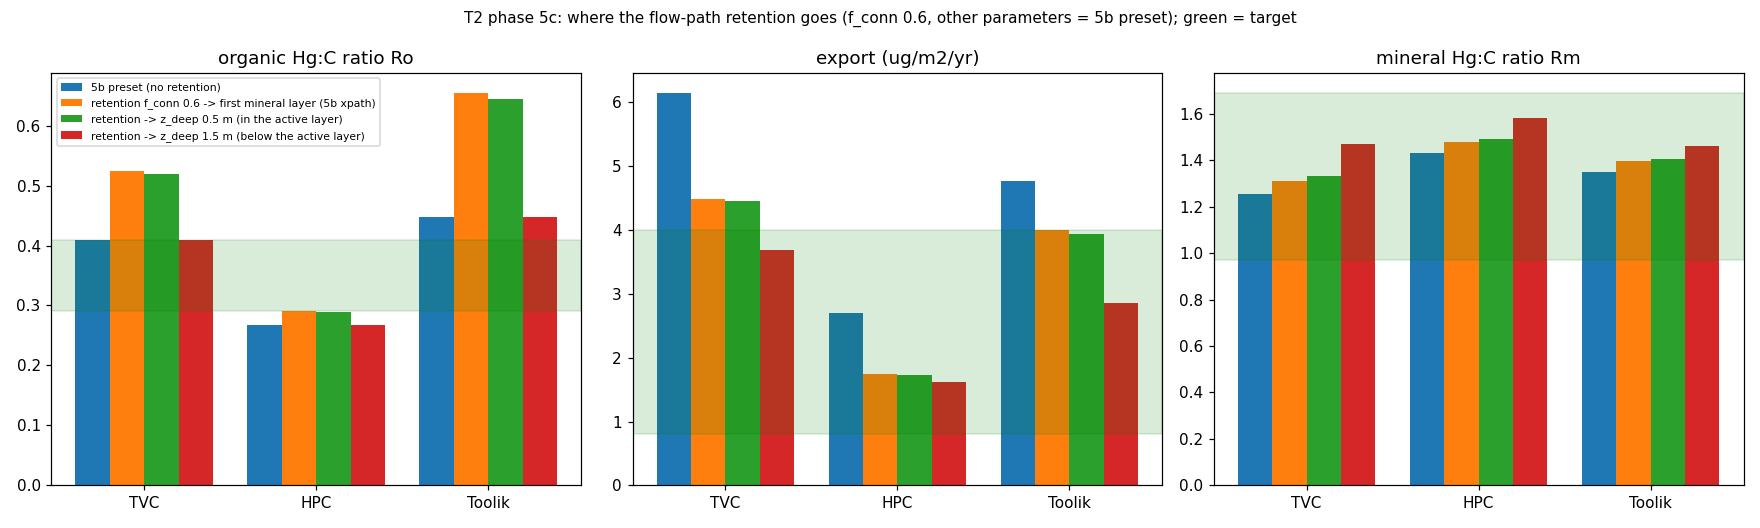 T2 phase 5c: where the flow-path retention goes (f_conn 0.6, other parameters = 5b preset); green = target
organic Hg:C ratio Ro
5b preset (no retention)
retention f_conn 0.6 -> first mineral layer (5b xpath)
retention -> z_deep 0.5 m (in the active layer)
retention -> z_deep 1.5 m (below the active layer)
0.6
0.5
0.4
0.3
0.2
0.1
0.0
TVC
HPC
Toolik
export (ug/m2/yr)
6
5
4
3
2
1
0
TVC
HPC
Toolik
mineral Hg:C ratio Rm
1.6
1.4
1.2
1.0
0.8
0.6
0.4
0.2
0.0
TVC
HPC
Toolik